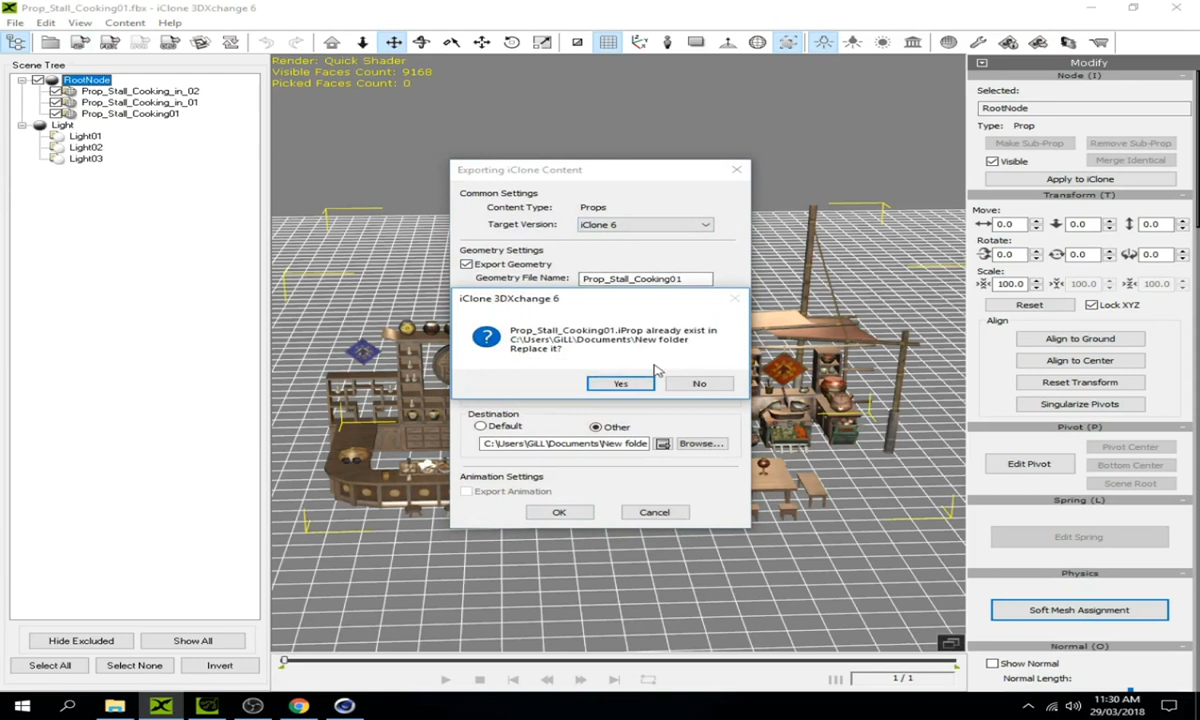 Prop_Stall_Cooking01.fbx - iClone 3DXchange 6
File Edit View Content Help
Scene Tree
RootNode
Prop_Stall_Cooking_in_02
Prop_Stall_Cooking_in_01
Prop_Stall_Cooking01
Light
Light01
Light02
Light03
Hide Excluded Show All
Select All Select None Invert
Render: Quick Shader
Visible Faces Count: 9168
Picked Faces Count: 0
Exporting iClone Content
Common Settings
Content Type: Props
Target Version: iClone 6
Geometry Settings
Export Geometry
Geometry File Name: Prop_Stall_Cooking01
iClone 3DXchange 6
Prop_Stall_Cooking01.iProp already exist in
C:\Users\GiLL\Documents\New folder
Replace it?
Yes No
Destination
Default Other
C:\Users\GiLL\Documents\New folde Browse...
Animation Settings
Export Animation
OK Cancel
1 / 1
Modify
Node (I)
Selected:
RootNode
Type: Prop
Make Sub-Prop Remove Sub-Prop
Visible Merge Identical
Apply to iClone
Transform (T)
Move:
0.0 0.0 0.0
Rotate:
0.0 0.0 0.0
Scale:
100.0 100.0 100.0
Reset Lock XYZ
Align
Align to Ground
Align to Center
Reset Transform
Singularize Pivots
Pivot (P)
Edit Pivot
Pivot Center
Bottom Center
Scene Root
Spring (L)
Edit Spring
Physics
Soft Mesh Assignment
Normal (O)
Show Normal
Normal Length:
11:30 AM
29/03/2018